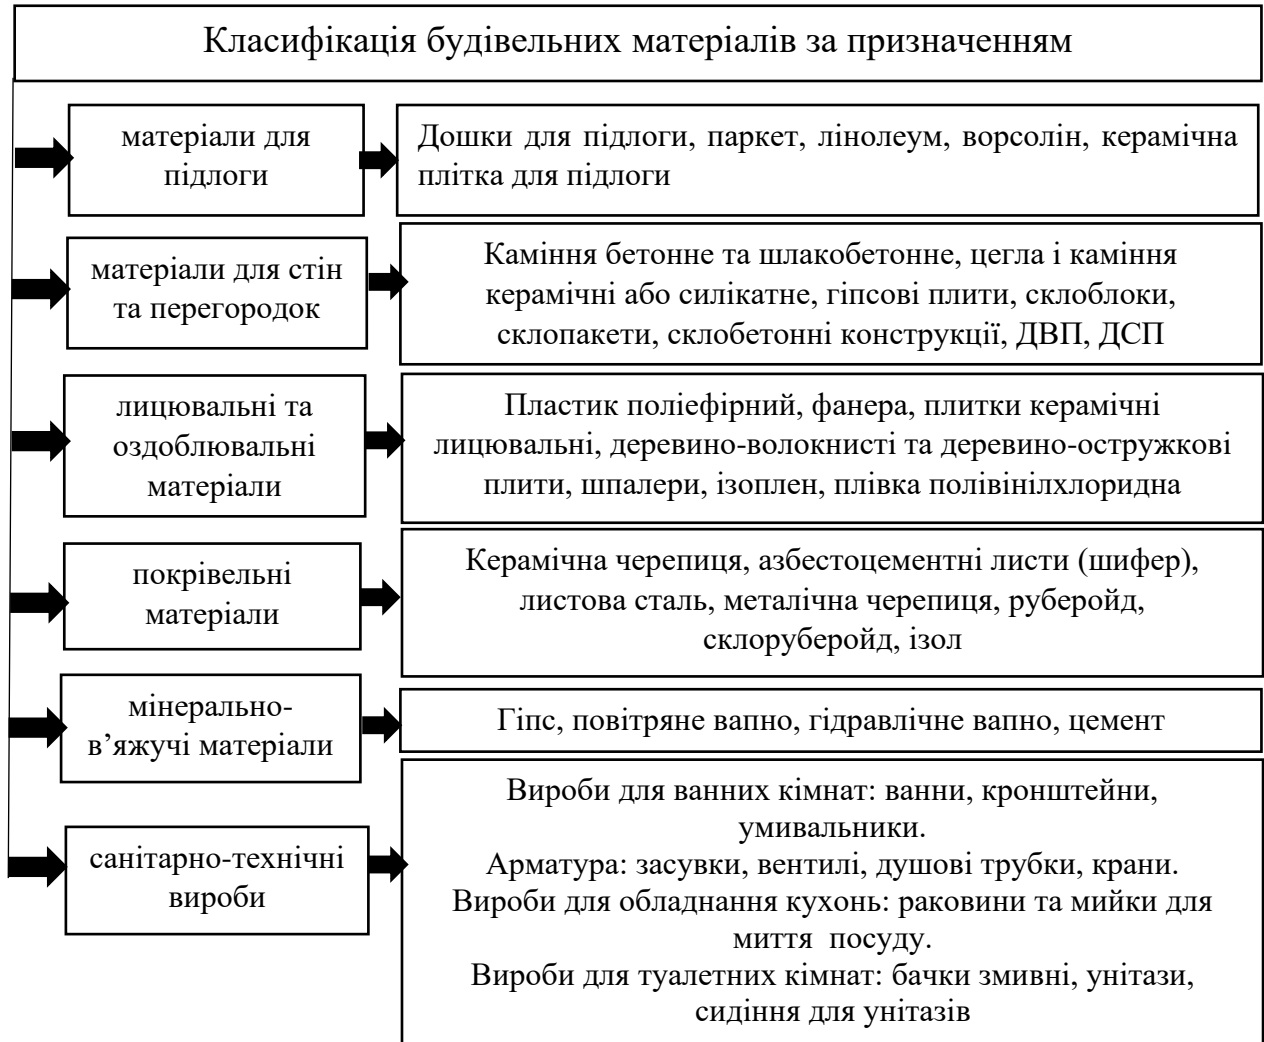 Класифікація будівельних матеріалів за призначенням
матеріали для
підлоги
Дошки для підлоги, паркет, лінолеум, ворсолін, керамічна
плітка для підлоги
матеріали для стін
та перегородок
Каміння бетонне та шлакобетонне, цегла і каміння
керамічні або силікатне, гіпсові плити, склоблоки,
склопакети, склобетонні конструкції, ДВП, ДСП
лицювальні та
оздоблювальні
матеріали
Пластик поліефірний, фанера, плитки керамічні
лицювальні, деревино-волокнисті та деревино-остружкові
плити, шпалери, ізоплен, плівка полівінілхлоридна
покрівельні
матеріали
Керамічна черепиця, азбестоцементні листи (шифер),
листова сталь, металічна черепиця, руберойд,
склоруберойд, ізол
мінерально-
в’яжучі матеріали
Гіпс, повітряне вапно, гідравлічне вапно, цемент
санітарно-технічні
вироби
Вироби для ванних кімнат: ванни, кронштейни,
умивальники.
Арматура: засувки, вентилі, душові трубки, крани.
Вироби для обладнання кухонь: раковини та мийки для
миття посуду.
Вироби для туалетних кімнат: бачки змивні, унітази,
сидіння для унітазів